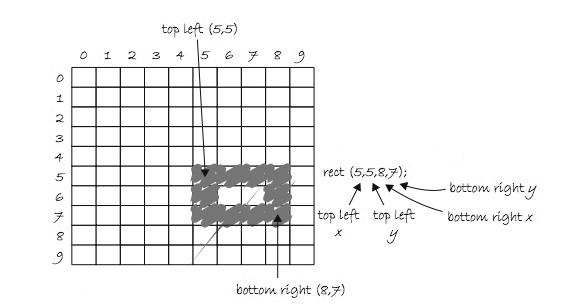 top left (5,5)
0 1 2 3 4 5 6 7 8 9
0
1
2
3
4
5
6
7
8
9
rect (5,5,8,7);
bottom right y
top left x
top left y
bottom right x
bottom right (8,7)